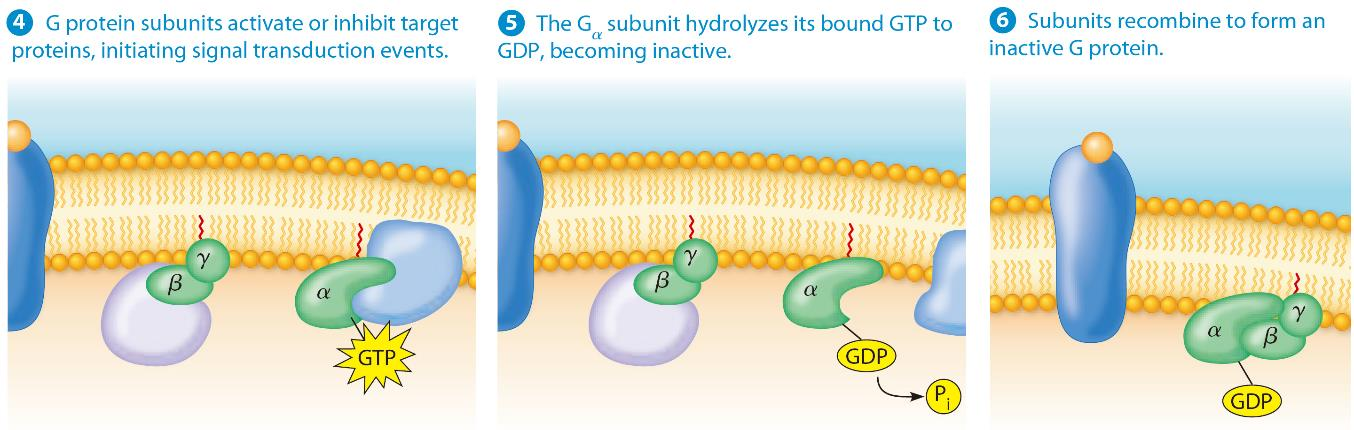 4 G protein subunits activate or inhibit target
proteins, initiating signal transduction events.
5 The Gα subunit hydrolyzes its bound GTP to
GDP, becoming inactive.
6 Subunits recombine to form an
inactive G protein.
γ
β
α
GTP
γ
β
α
GDP
Pi
γ
α
β
GDP